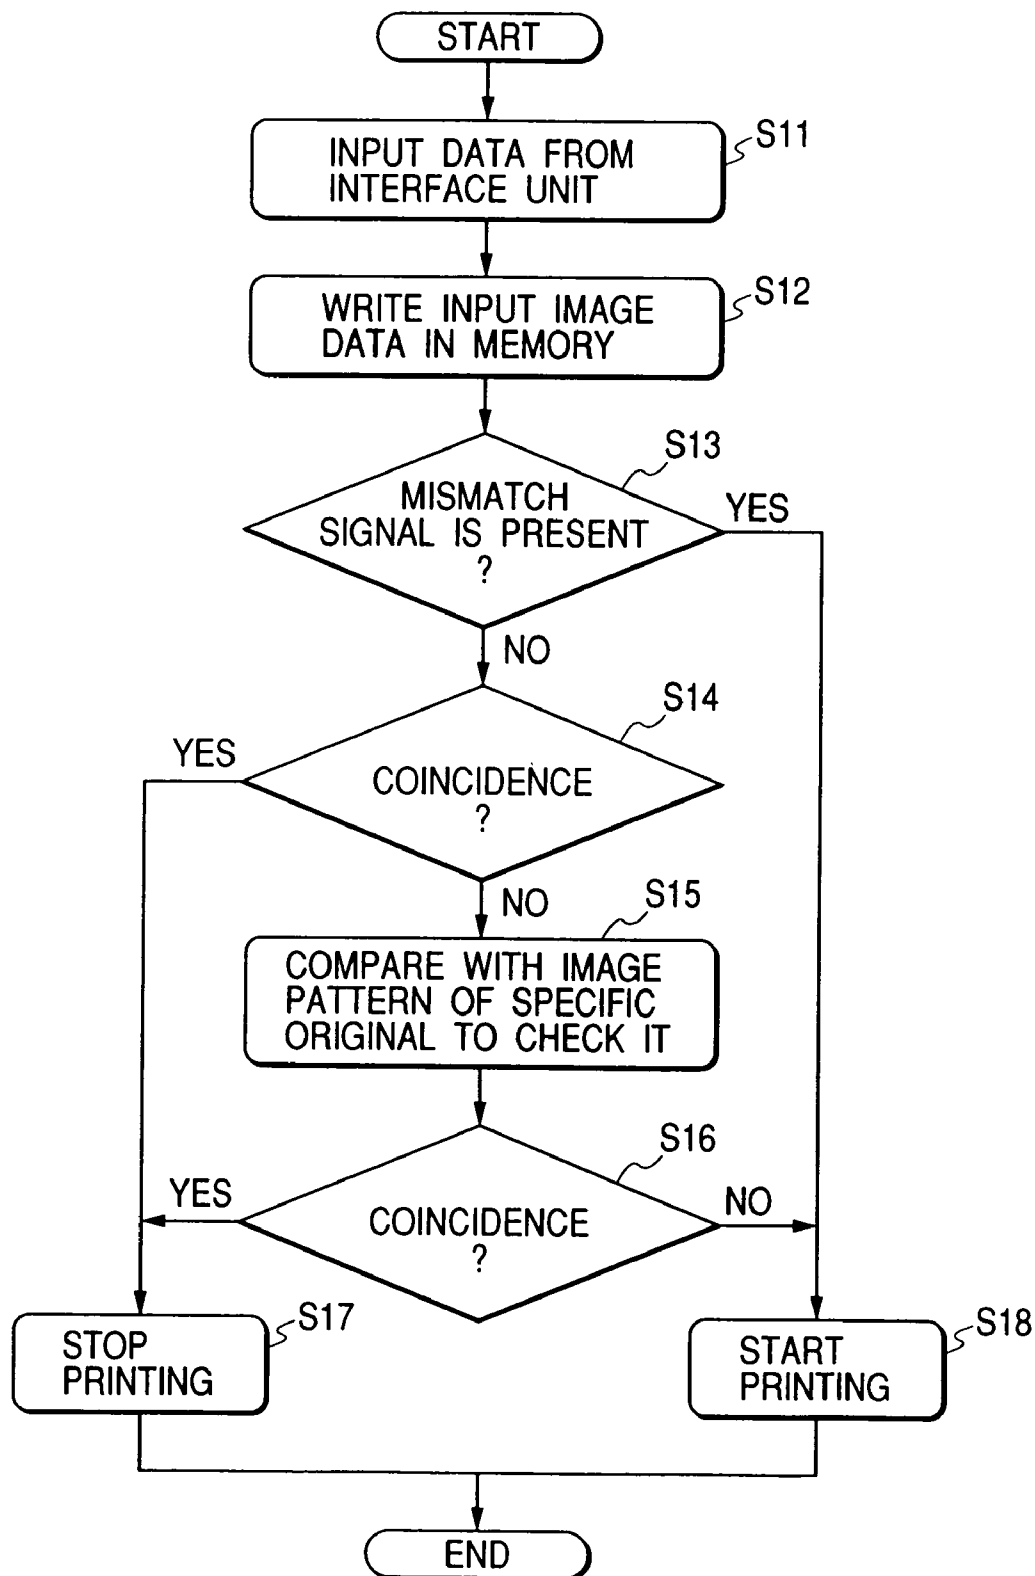 START
INPUT DATA FROM
INTERFACE UNIT
S11
WRITE INPUT IMAGE
DATA IN MEMORY
S12
MISMATCH
SIGNAL IS PRESENT
?
S13
YES
NO
COINCIDENCE
?
S14
YES
NO
COMPARE WITH IMAGE
PATTERN OF SPECIFIC
ORIGINAL TO CHECK IT
S15
COINCIDENCE
?
S16
YES
NO
STOP
PRINTING
S17
START
PRINTING
S18
END